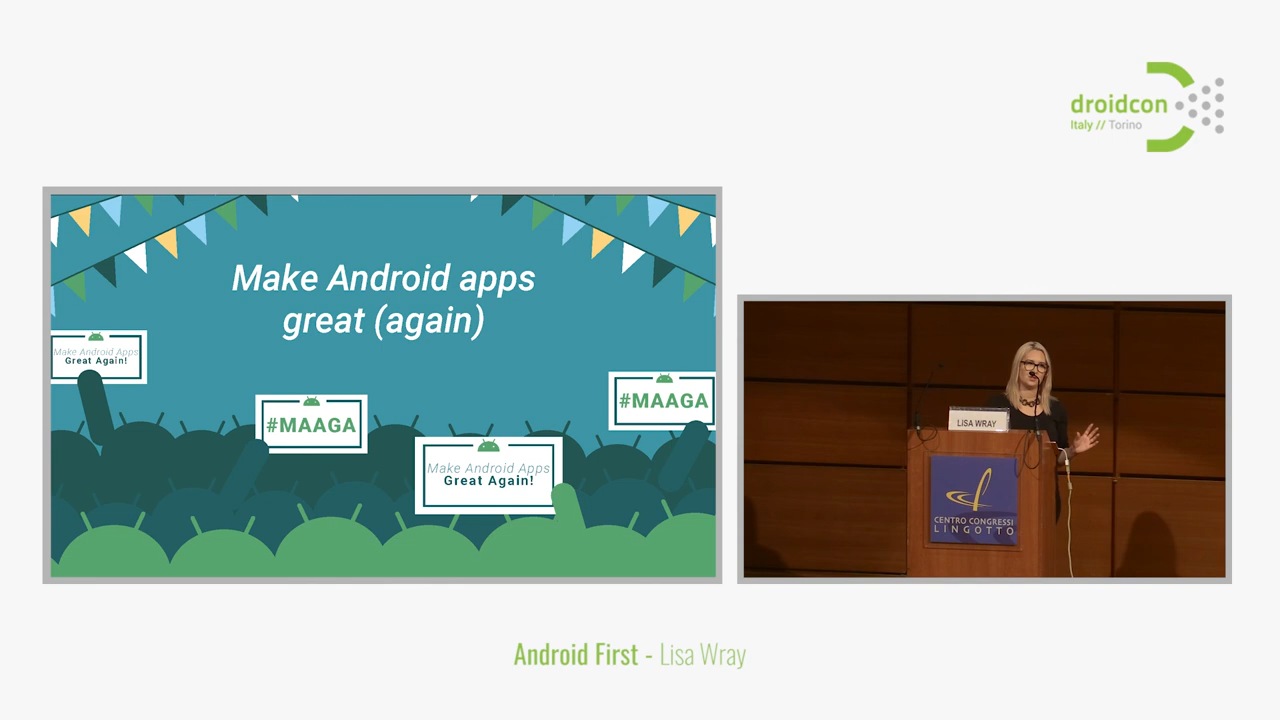 droidcon
Italy // Torino
Make Android apps
great (again)
Make Android Apps
Great Again!
#MAAGA
#MAAGA
Make Android Apps
Great Again!
LISA WRAY
CENTRO CONGRESSI
LINGOTTO
Android First - Lisa Wray